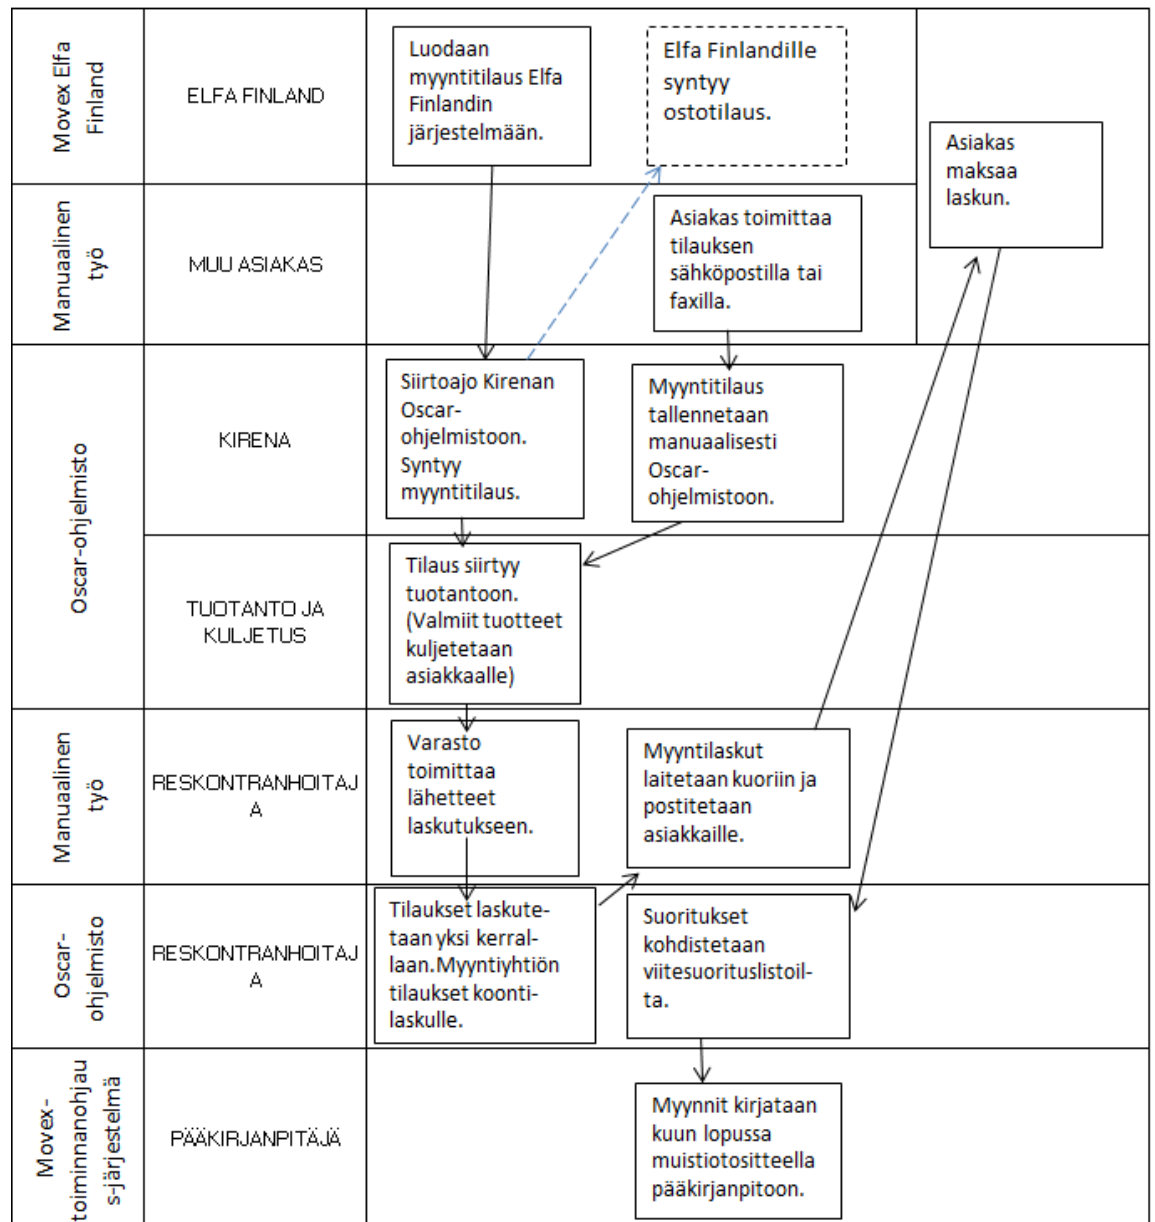 Movex Elfa
Finland
ELFA FINLAND
Luodaan
myyntitilaus Elfa
Finlandin
järjestelmään.
Elfa Finlandille
syntyy
ostotilaus.
Asiakas
maksaa
laskun.
Manuaalinen
työ
MUU ASIAKAS
Asiakas toimittaa
tilauksen
sähköpostilla tai
faxilla.
Oscar-ohjelmisto
KIRENA
Siirtoajo Kirenan
Oscar-
ohjelmistoon.
Syntyy
myyntitilaus.
Myyntitilaus
tallennetaan
manuaalisesti
Oscar-
ohjelmistoon.
TUOTANTO JA
KULJETUS
Tilaus siirtyy
tuotantoon.
(Valmiit tuotteet
kuljetetaan
asiakkaalle)
Manuaalinen
työ
RESKONTRANHOITAJ
A
Varasto
toimittaa
lähetteet
laskutukseen.
Myyntilaskut
laitetaan kuoriin ja
postitetaan
asiakkaille.
Oscar-
ohjelmisto
RESKONTRANHOITAJ
A
Tilaukset laskute-
taan yksi kerral-
laan.Myyntiyhtiön
tilaukset koonti-
laskulle.
Suoritukset
kohdistetaan
viitesuorituslistoil-
ta.
Movex-
toiminnanohjau
s-järjestelmä
PÄÄKIRJANPITÄJÄ
Myynnit kirjataan
kuun lopussa
muistiotositteella
pääkirjanpitoon.